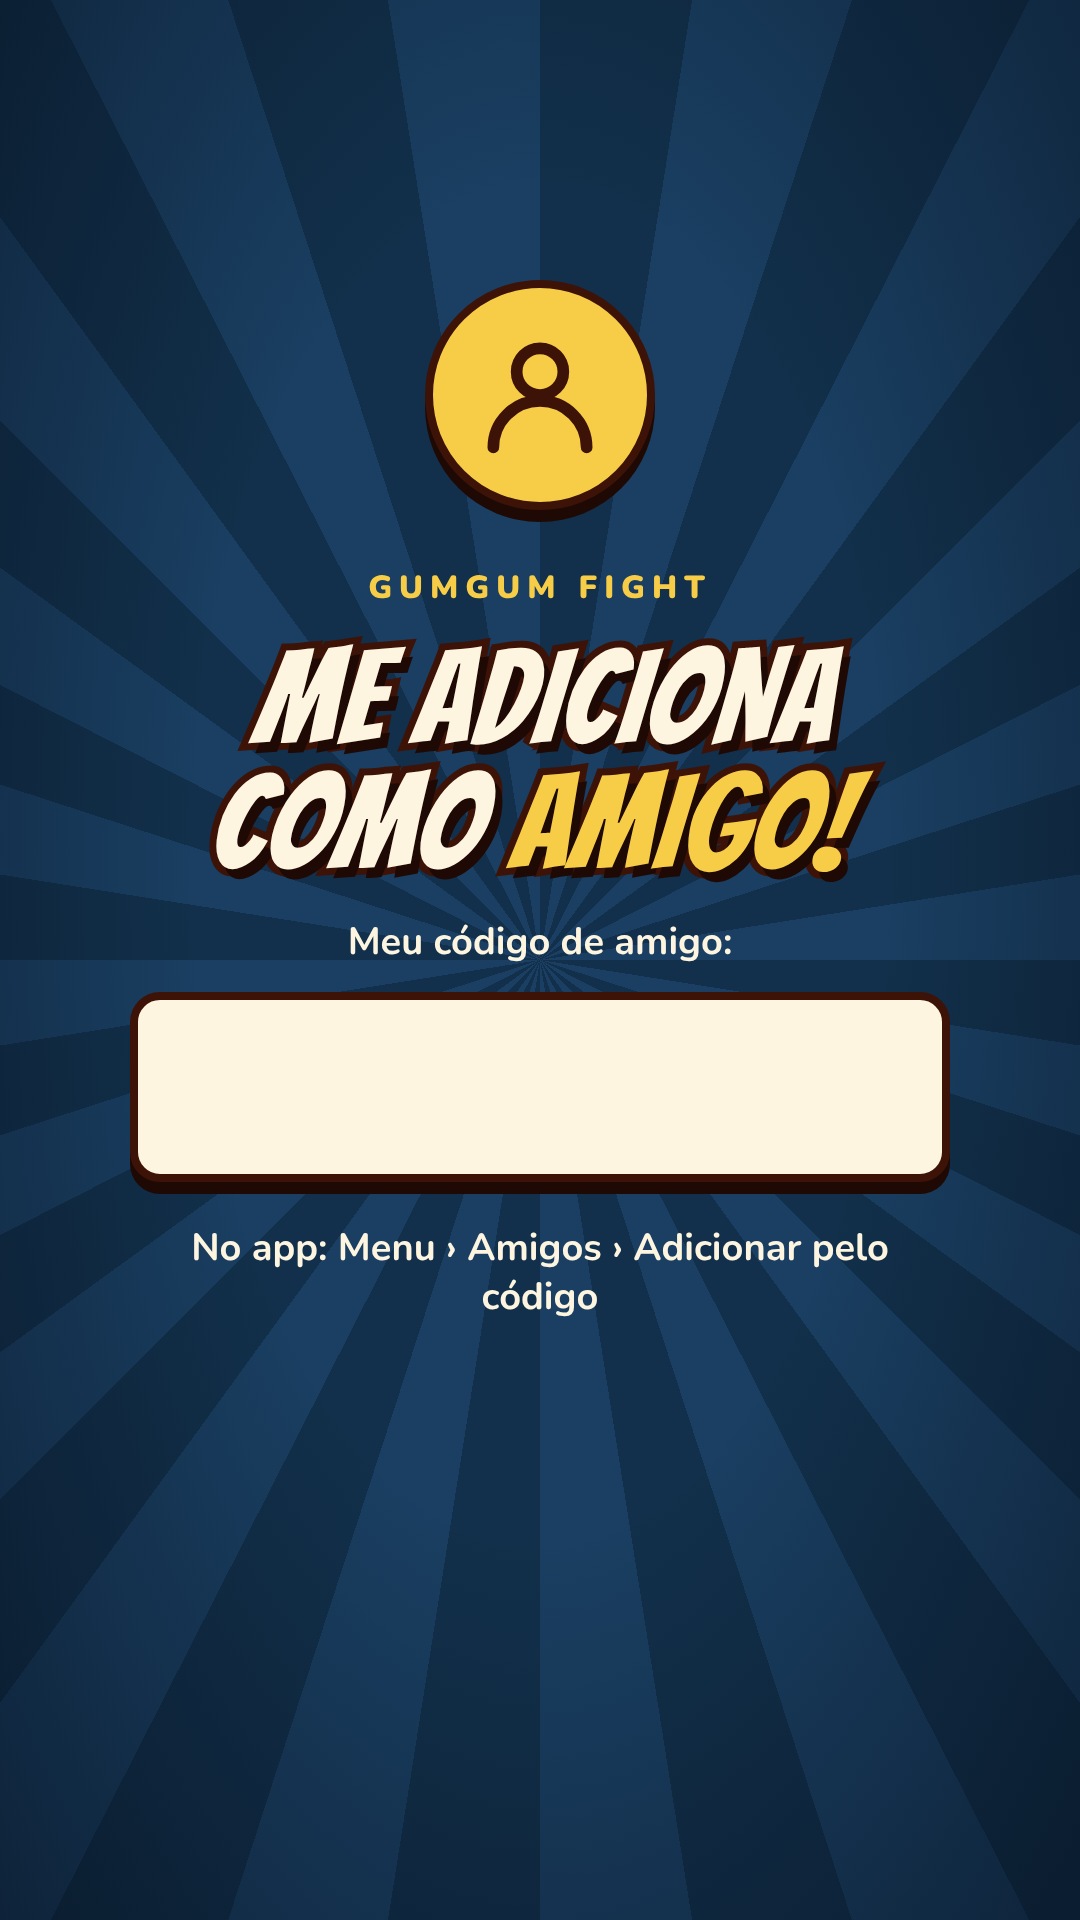 GUMGUM FIGHT
ME ADICIONA
COMO AMIGO!
Meu código de amigo:
No app: Menu › Amigos › Adicionar pelo
código